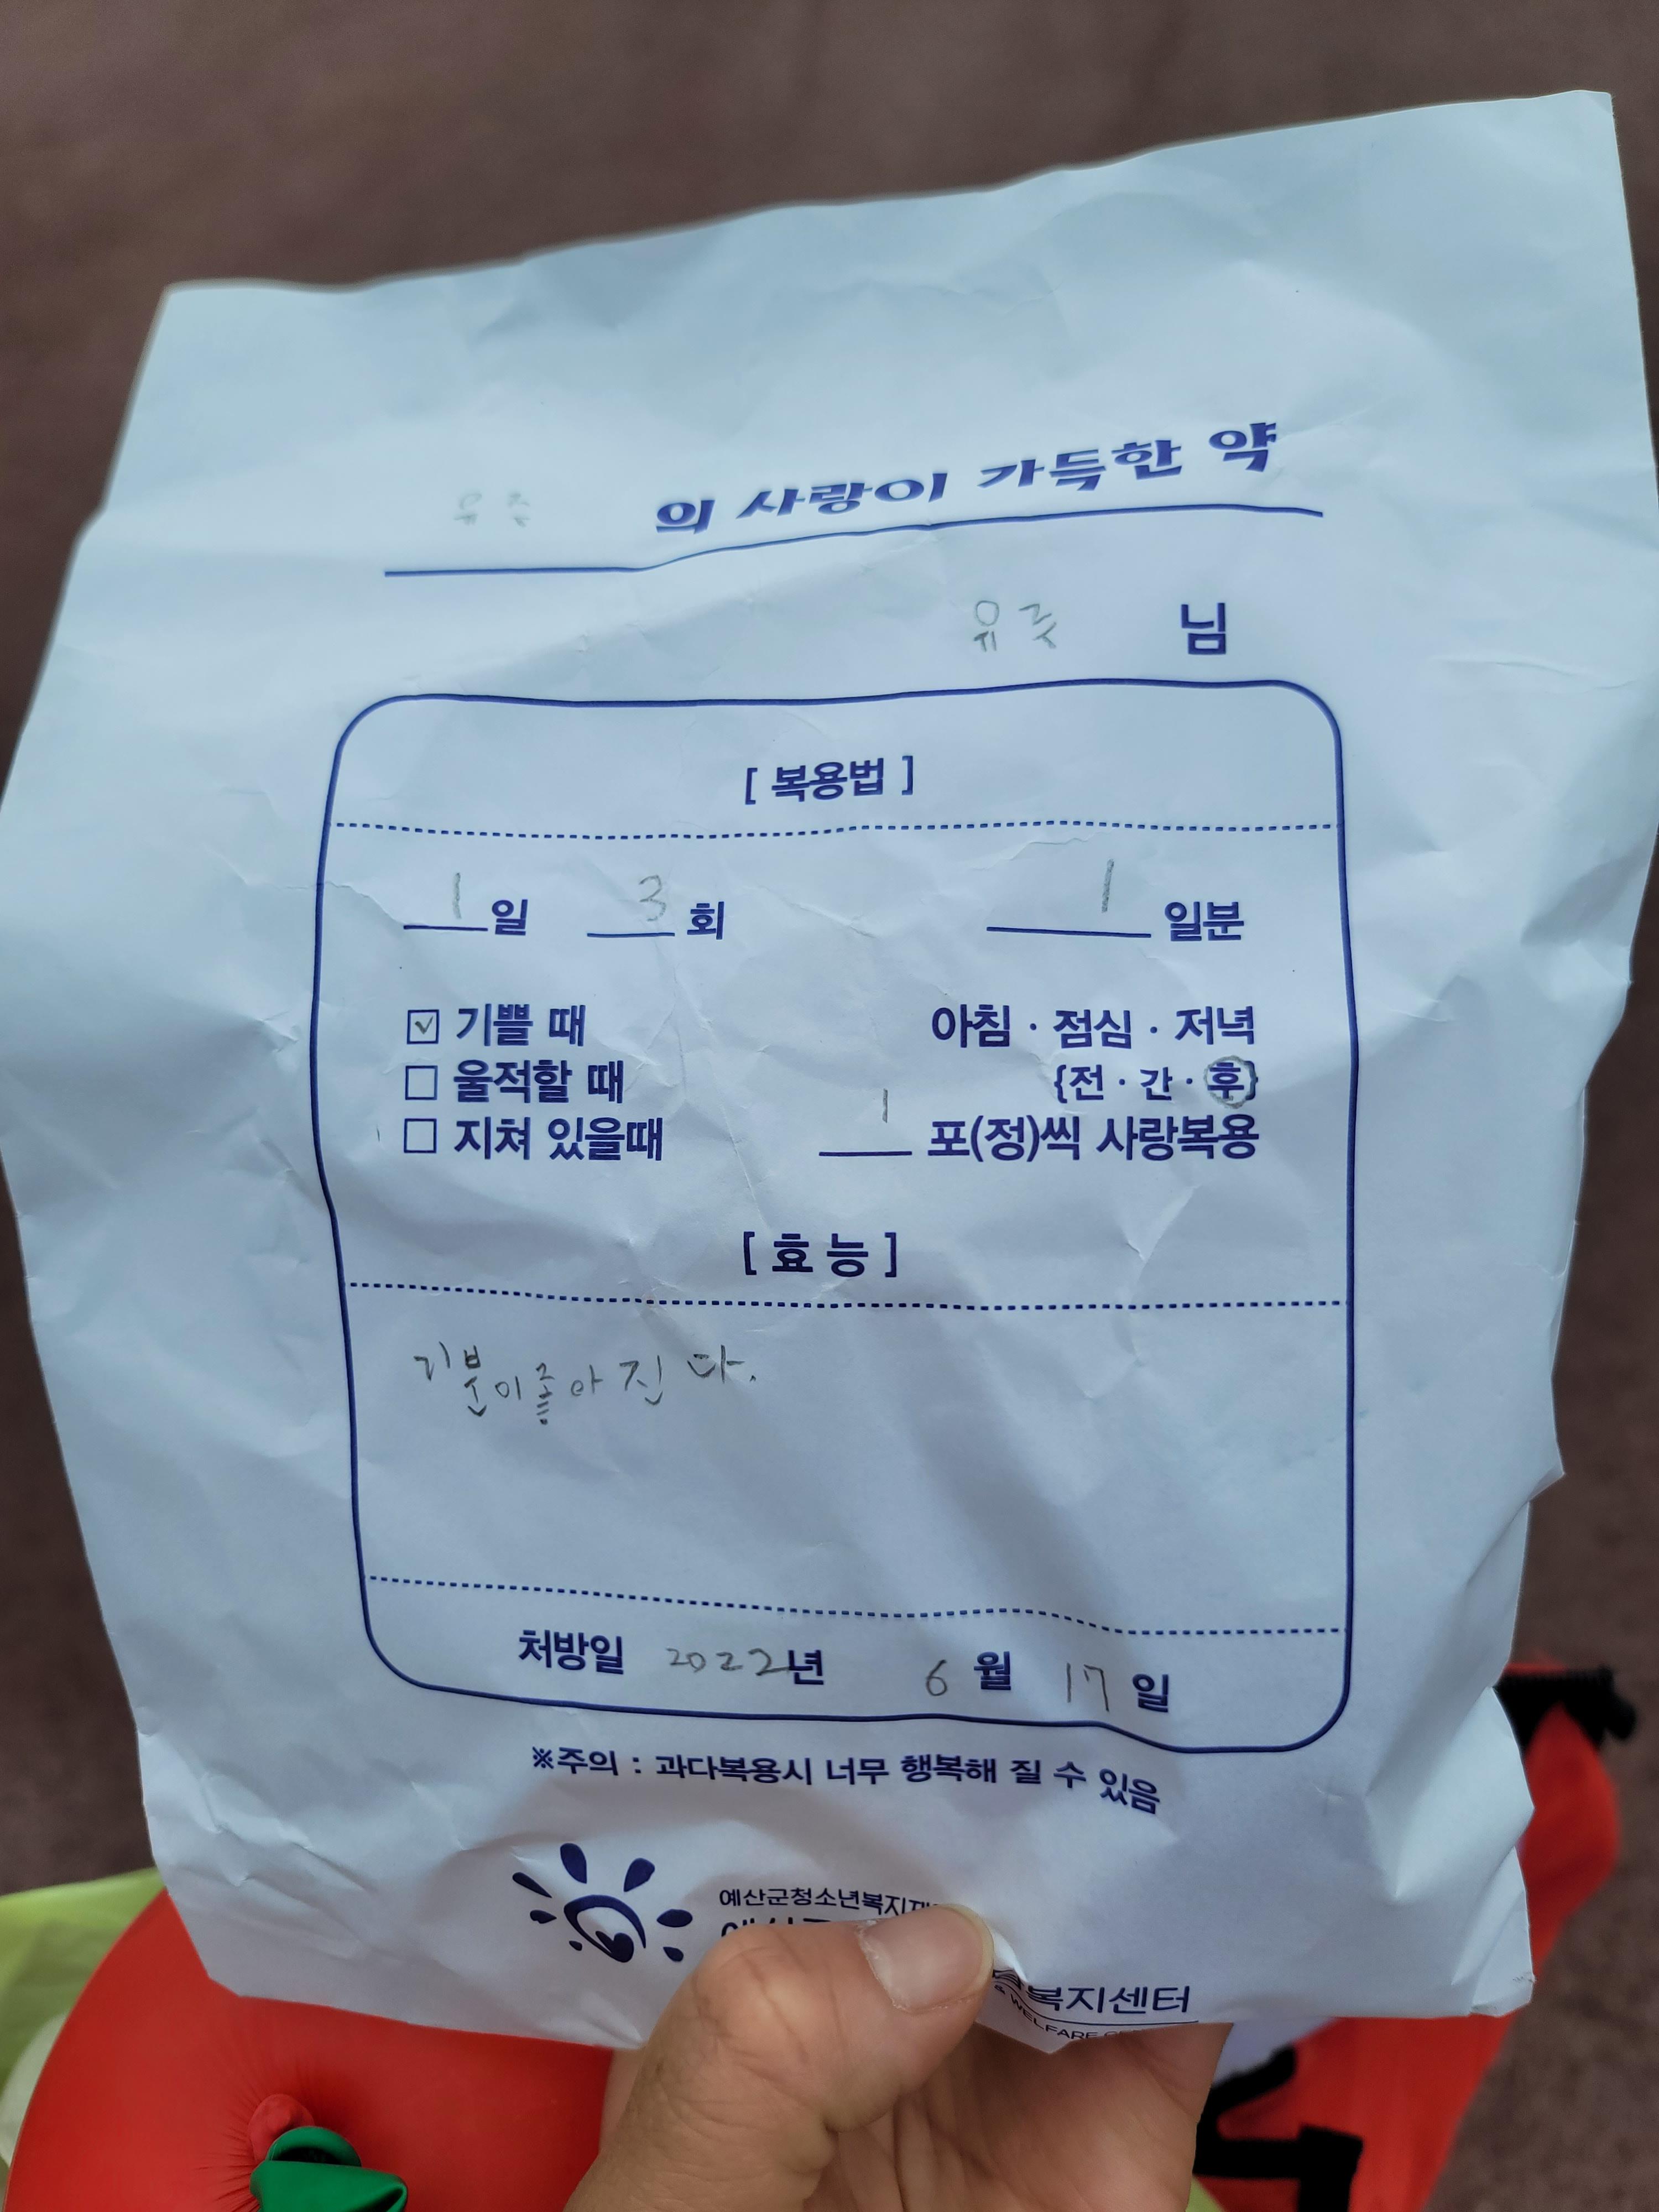 유주 의 사랑이 가득한 약
유주 님
[ 복용법 ]
1 일 3 회 1 일분
☑ 기쁠 때 아침 · 점심 · 저녁
☐ 울적할 때 {전 · 간 · 후}
☐ 지쳐 있을때 1 포(정)씩 사랑복용
[ 효 능 ]
기분이좋아진다.
처방일 2022년 6 월 17 일
※주의 : 과다복용시 너무 행복해 질 수 있음
예산군청소년복지재
복지센터
& WELFARE